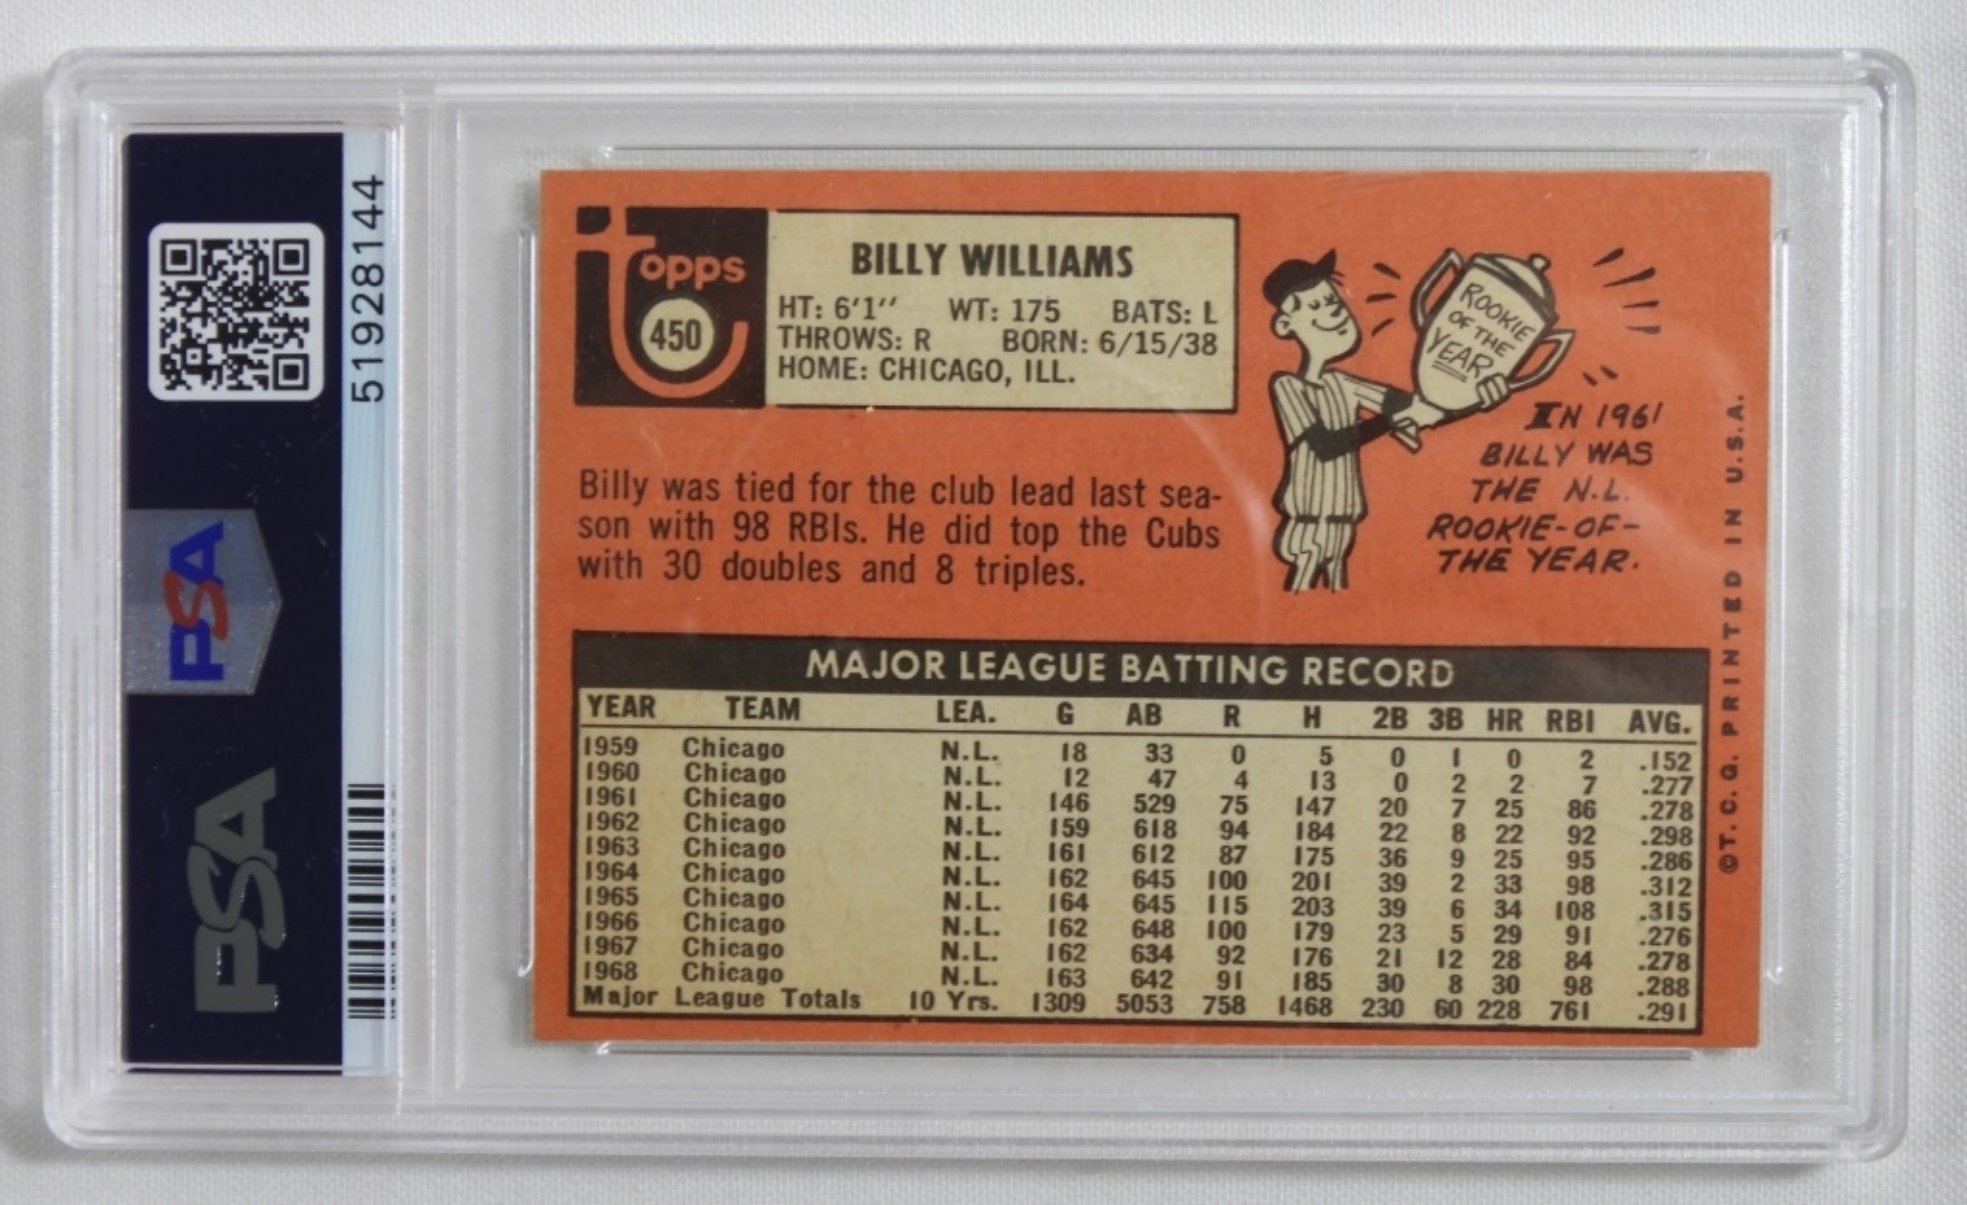 51928144
PSA
PSA
topps
450
BILLY WILLIAMS
HT: 6'1'' WT: 175 BATS: L
THROWS: R BORN: 6/15/38
HOME: CHICAGO, ILL.
ROOKIE
OF THE
YEAR
IN 1961
BILLY WAS
THE N.L.
ROOKIE-OF-
THE YEAR.
Billy was tied for the club lead last sea-
son with 98 RBIs. He did top the Cubs
with 30 doubles and 8 triples.
MAJOR LEAGUE BATTING RECORD
YEAR TEAM LEA. G AB R H 2B 3B HR RBI AVG.
1959 Chicago N.L. 18 33 0 5 0 1 0 2 .152
1960 Chicago N.L. 12 47 4 13 0 2 2 7 .277
1961 Chicago N.L. 146 529 75 147 20 7 25 86 .278
1962 Chicago N.L. 159 618 94 184 22 8 22 92 .298
1963 Chicago N.L. 161 612 87 175 36 9 25 95 .286
1964 Chicago N.L. 162 645 100 201 39 2 33 98 .312
1965 Chicago N.L. 164 645 115 203 39 6 34 108 .315
1966 Chicago N.L. 162 648 100 179 23 5 29 91 .276
1967 Chicago N.L. 162 634 92 176 21 12 28 84 .278
1968 Chicago N.L. 163 642 91 185 30 8 30 98 .288
Major League Totals 10 Yrs. 1309 5053 758 1468 230 60 228 761 .291
©T. C. G. PRINTED IN U.S.A.